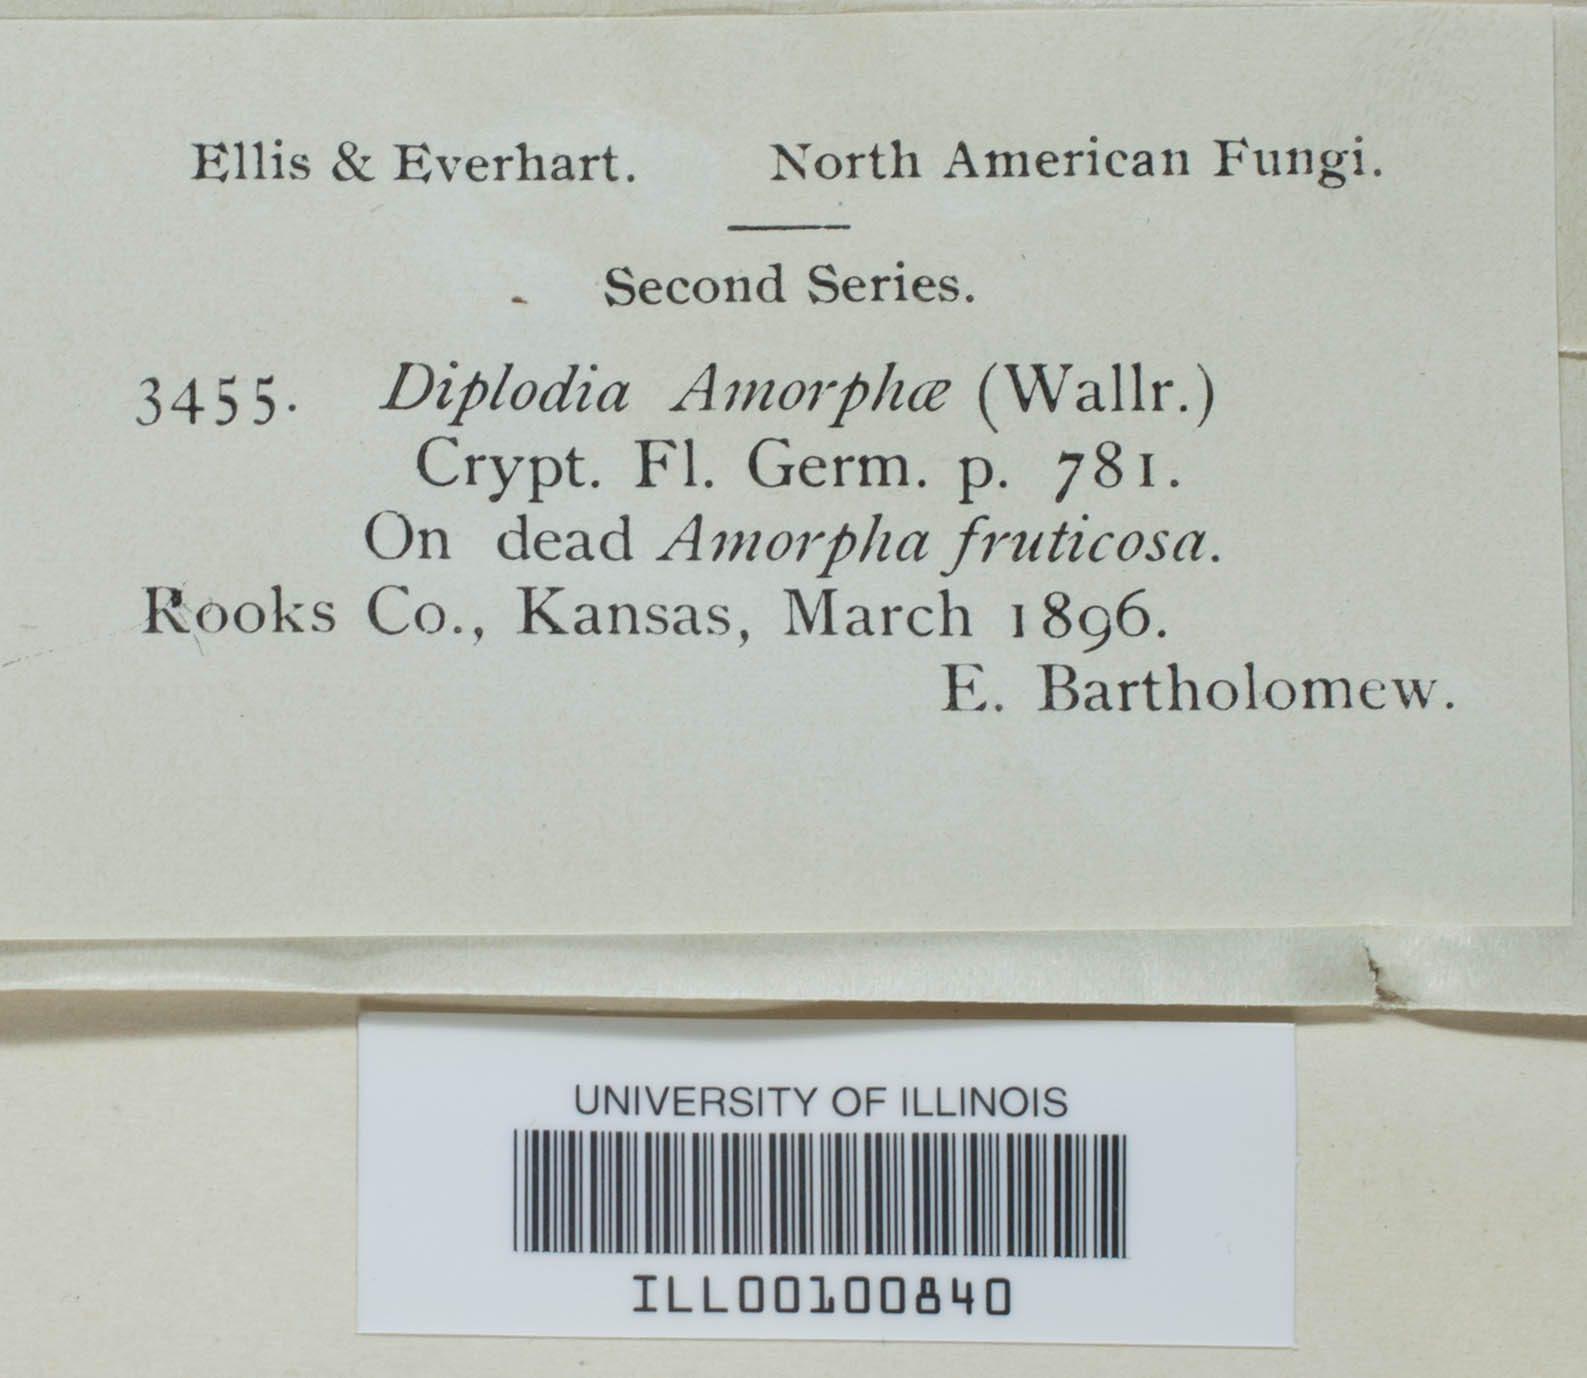 Ellis & Everhart. North American Fungi.
Second Series.
3455. Diplodia Amorphæ (Wallr.)
Crypt. Fl. Germ. p. 781.
On dead Amorpha fruticosa.
Rooks Co., Kansas, March 1896.
E. Bartholomew.
UNIVERSITY OF ILLINOIS
ILL00100840